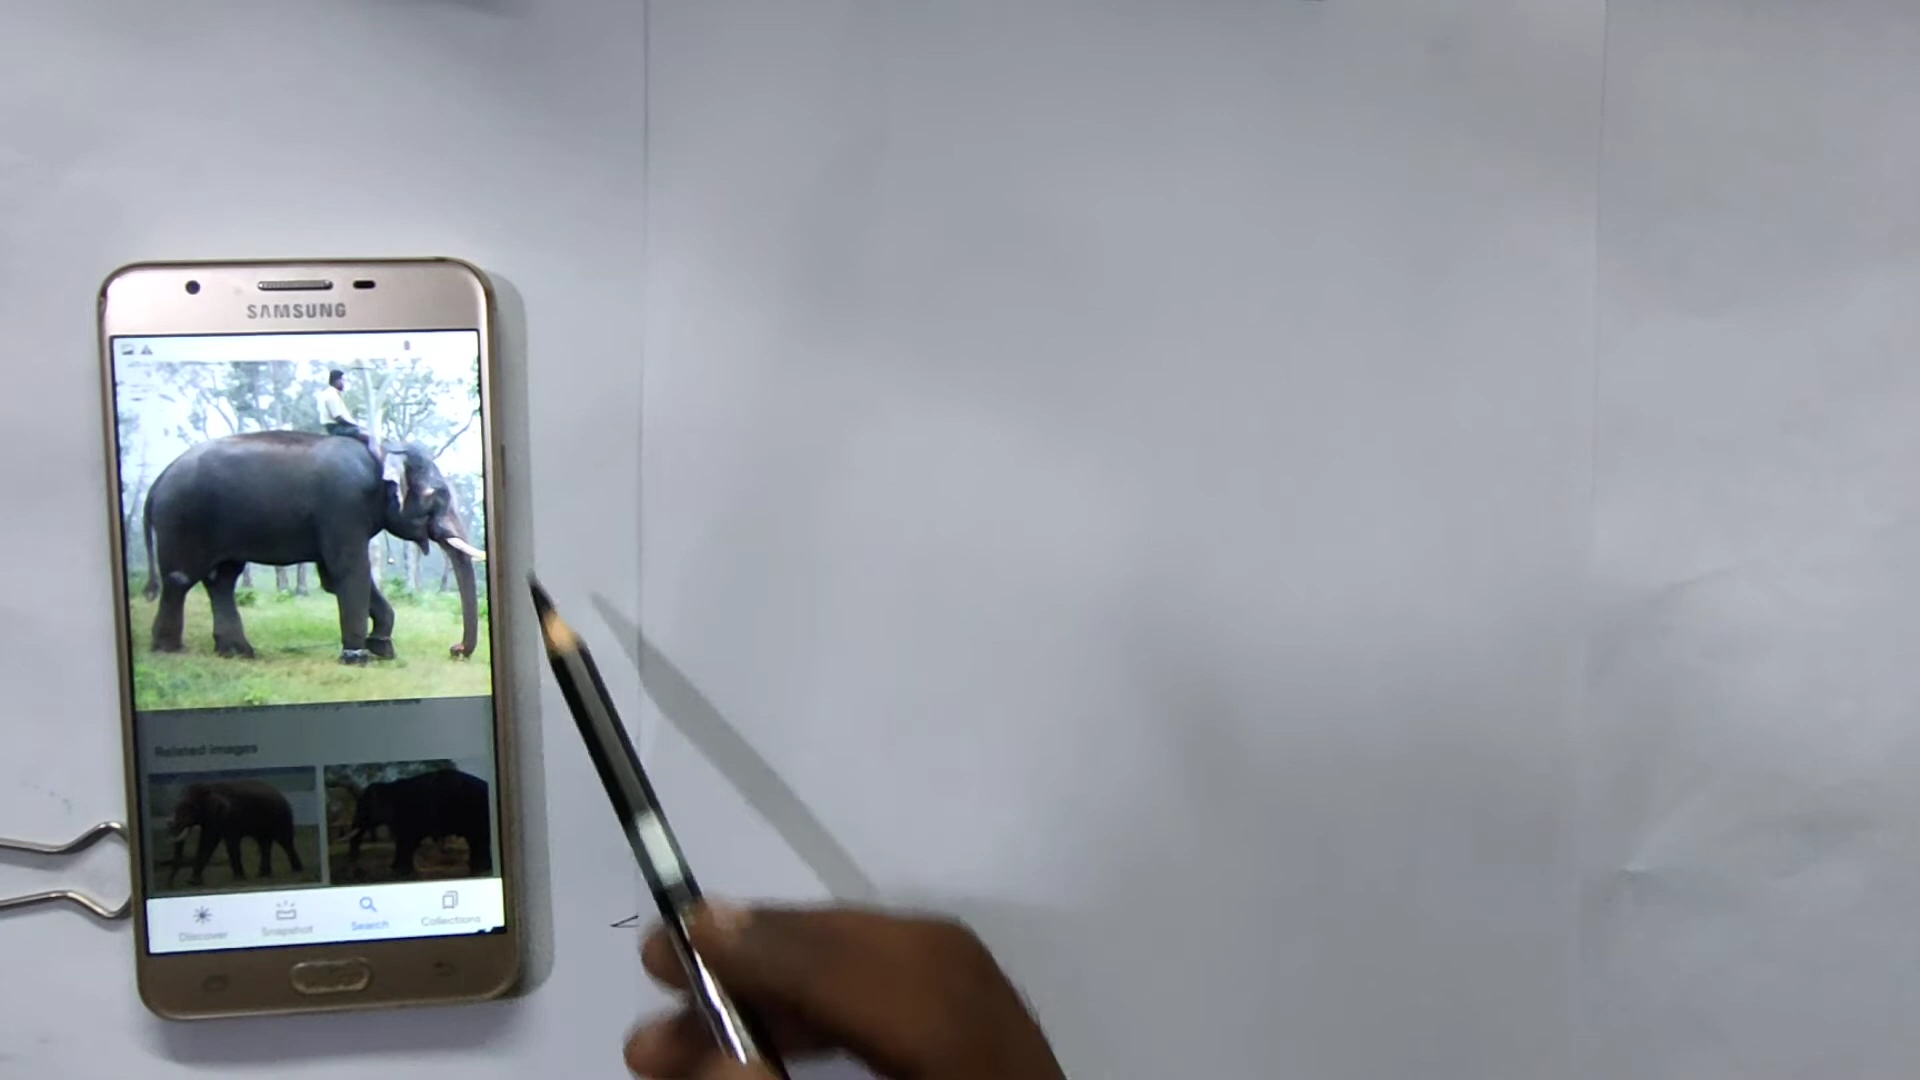 SAMSUNG
Related images
Discover
Snapshot
Search
Collections